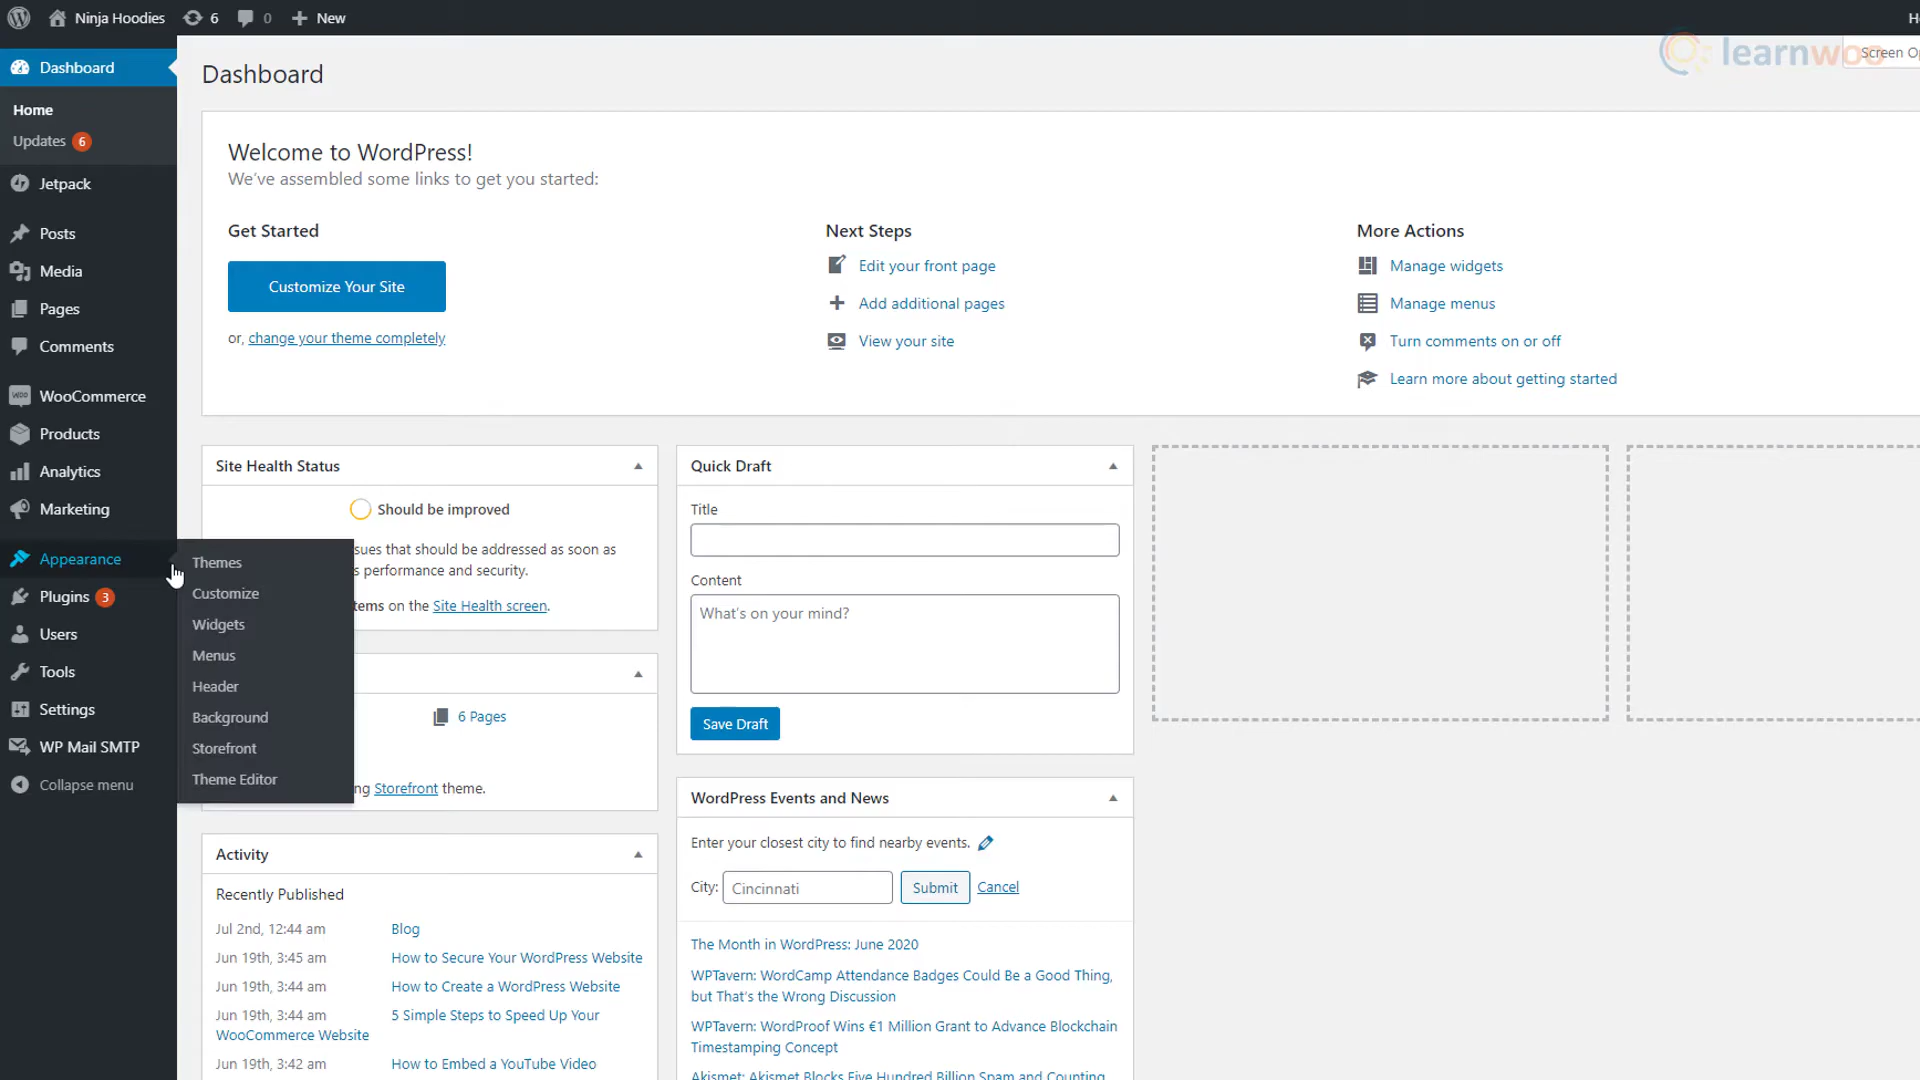 Ninja Hoodies 6 0 New
learnwoo
Dashboard
Home
Updates 6
Jetpack
Posts
Media
Pages
Comments
WooCommerce
Products
Analytics
Marketing
Appearance
Plugins 3
Users
Tools
Settings
WP Mail SMTP
Collapse menu
Themes
Customize
Widgets
Menus
Header
Background
Storefront
Theme Editor
Dashboard
Screen
Welcome to WordPress!
We've assembled some links to get you started:
Get Started
Customize Your Site
or, change your theme completely
Next Steps
Edit your front page
Add additional pages
View your site
More Actions
Manage widgets
Manage menus
Turn comments on or off
Learn more about getting started
Site Health Status
Should be improved
that should be addressed as soon as
performance and security.
on the Site Health screen.
6 Pages
Storefront theme.
Activity
Recently Published
Jul 2nd, 12:44 am Blog
Jun 19th, 3:45 am How to Secure Your WordPress Website
Jun 19th, 3:44 am How to Create a WordPress Website
Jun 19th, 3:44 am 5 Simple Steps to Speed Up Your
WooCommerce Website
Jun 19th, 3:42 am How to Embed a YouTube Video
Quick Draft
Title
Content
What's on your mind?
Save Draft
WordPress Events and News
Enter your closest city to find nearby events.
City: Cincinnati Submit Cancel
The Month in WordPress: June 2020
WPTavern: WordCamp Attendance Badges Could Be a Good Thing,
but That's the Wrong Discussion
WPTavern: WordProof Wins €1 Million Grant to Advance Blockchain
Timestamping Concept
Akismet: Akismet Blocks Five Hundred Billion Spam and Counting